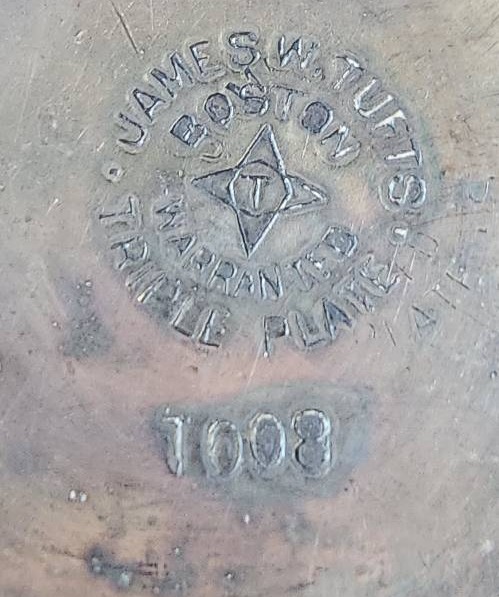 JAMES W. TUFTS
BOSTON
T
WARRANTED
TRIPLE PLATE
1008